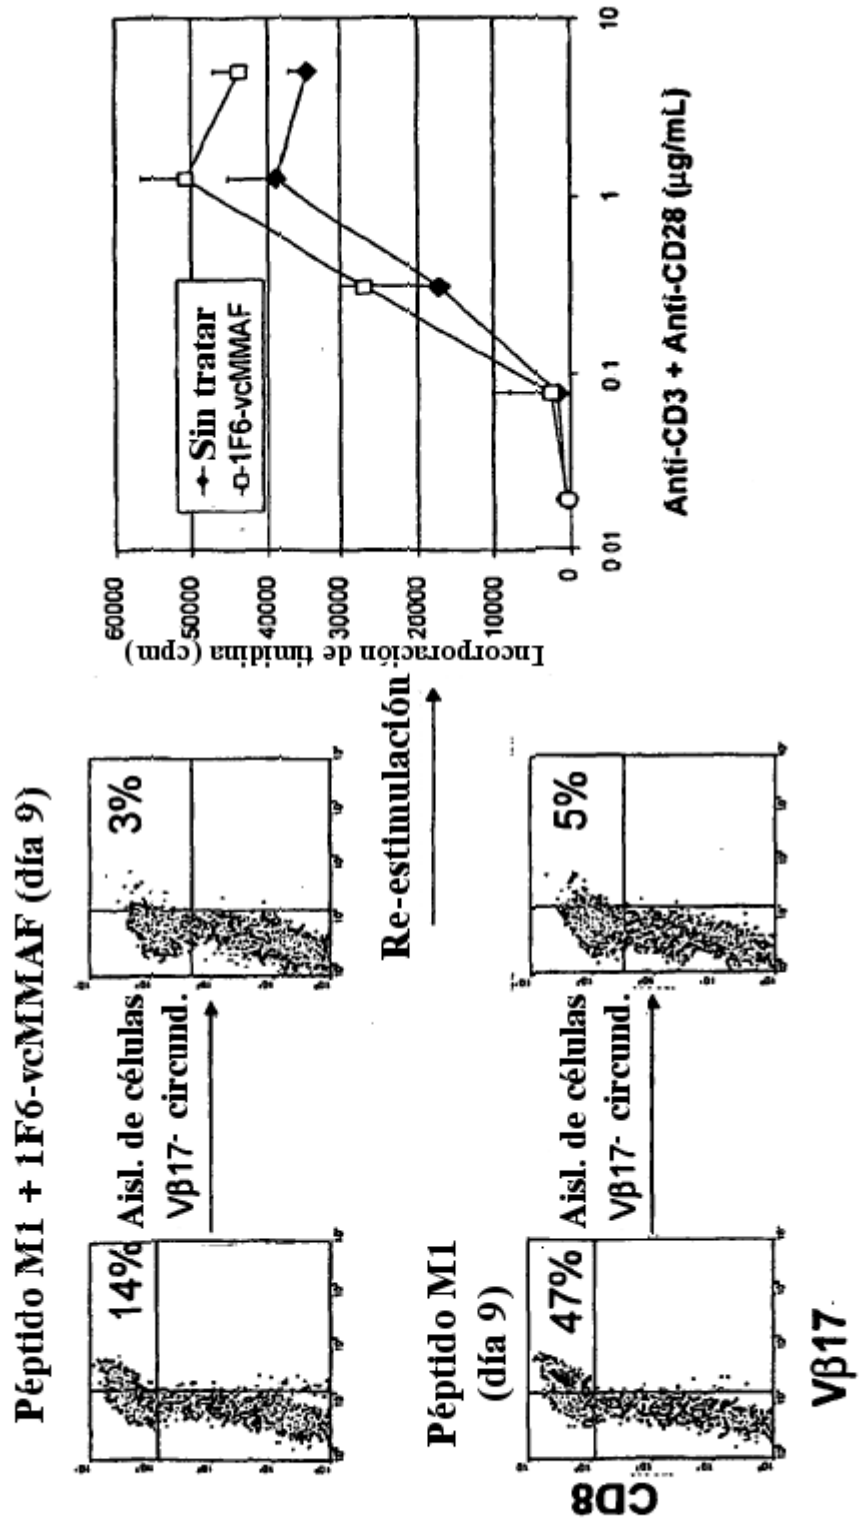 Péptido M1 + 1F6-vcMMAF (día 9)
14%
Aisl. de células
Vβ17- circund.
3%
Péptido M1
(día 9)
47%
CD8
Vβ17
Aisl. de células
Vβ17- circund.
5%
Re-estimulación
Incorporación de timidina (cpm)
60000
50000
40000
30000
20000
10000
0
Sin tratar
1F6-vcMMAF
0 01
0 1
1
10
Anti-CD3 + Anti-CD28 (µg/mL)